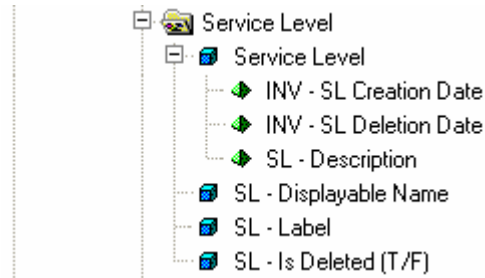 Service Level
Service Level
INV - SL Creation Date
INV - SL Deletion Date
SL - Description
SL - Displayable Name
SL - Label
SL - Is Deleted (T/F)